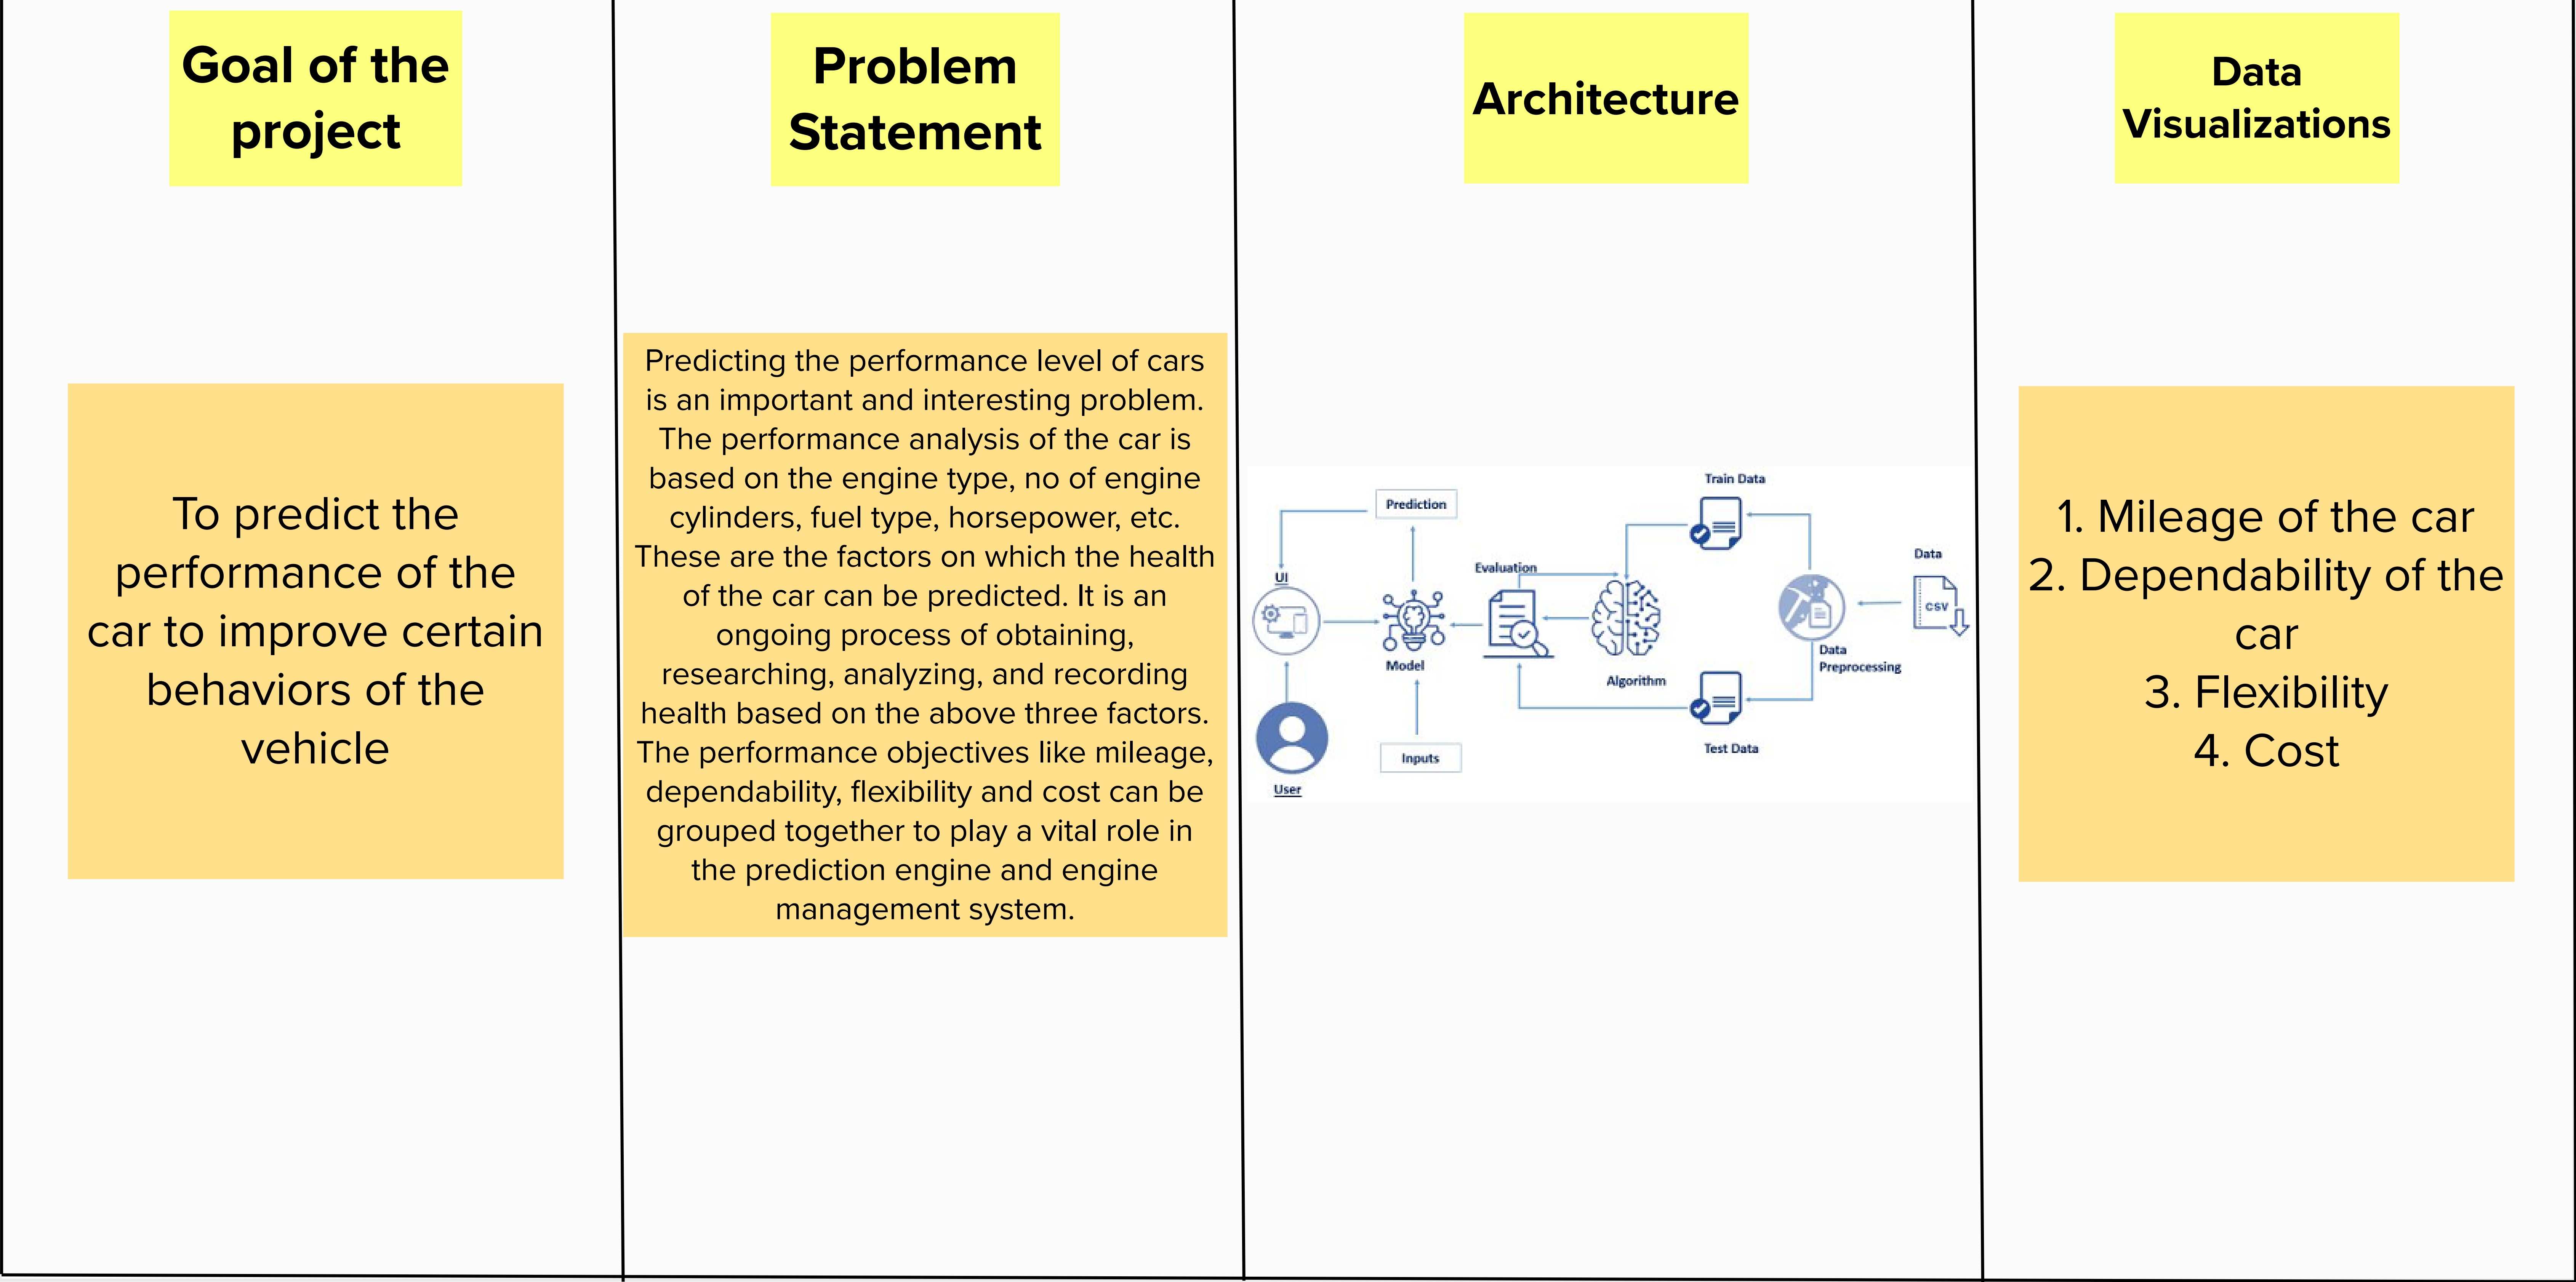 Goal of the
project
To predict the
performance of the
car to improve certain
behaviors of the
vehicle
Problem
Statement
Predicting the performance level of cars
is an important and interesting problem.
The performance analysis of the car is
based on the engine type, no of engine
cylinders, fuel type, horsepower, etc.
These are the factors on which the health
of the car can be predicted. It is an
ongoing process of obtaining,
researching, analyzing, and recording
health based on the above three factors.
The performance objectives like mileage,
dependability, flexibility and cost can be
grouped together to play a vital role in
the prediction engine and engine
management system.
Architecture
Train Data
Prediction
Data
Evaluation
UI
CSV
Data
Preprocessing
Model
Algorithm
Test Data
Inputs
User
Data
Visualizations
1. Mileage of the car
2. Dependability of the
car
3. Flexibility
4. Cost